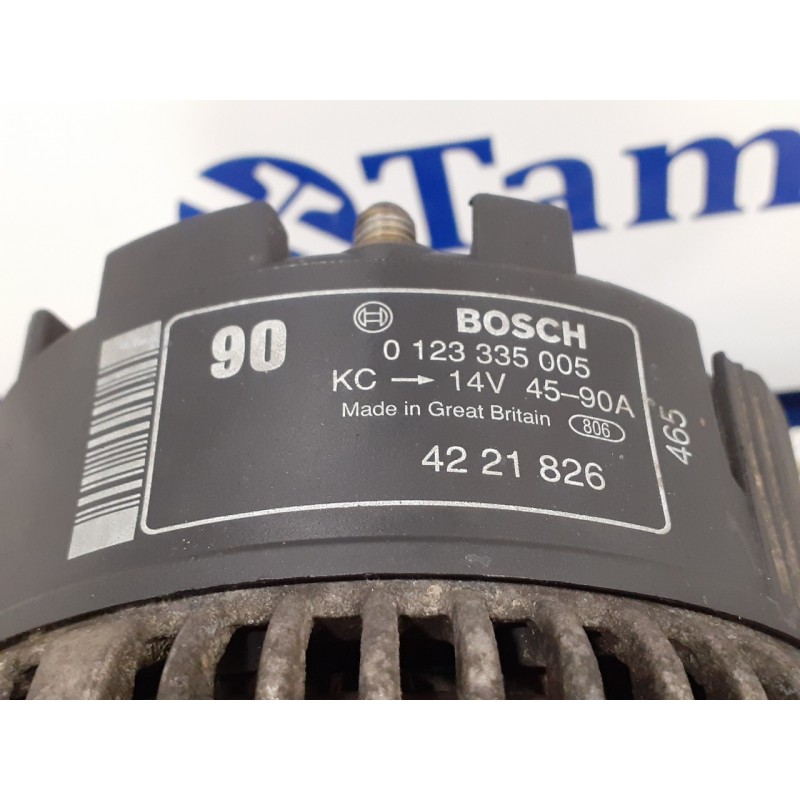 Tam
90 BOSCH
0 123 335 005
KC → 14V 45–90A
Made in Great Britain 806
42 21 826
465